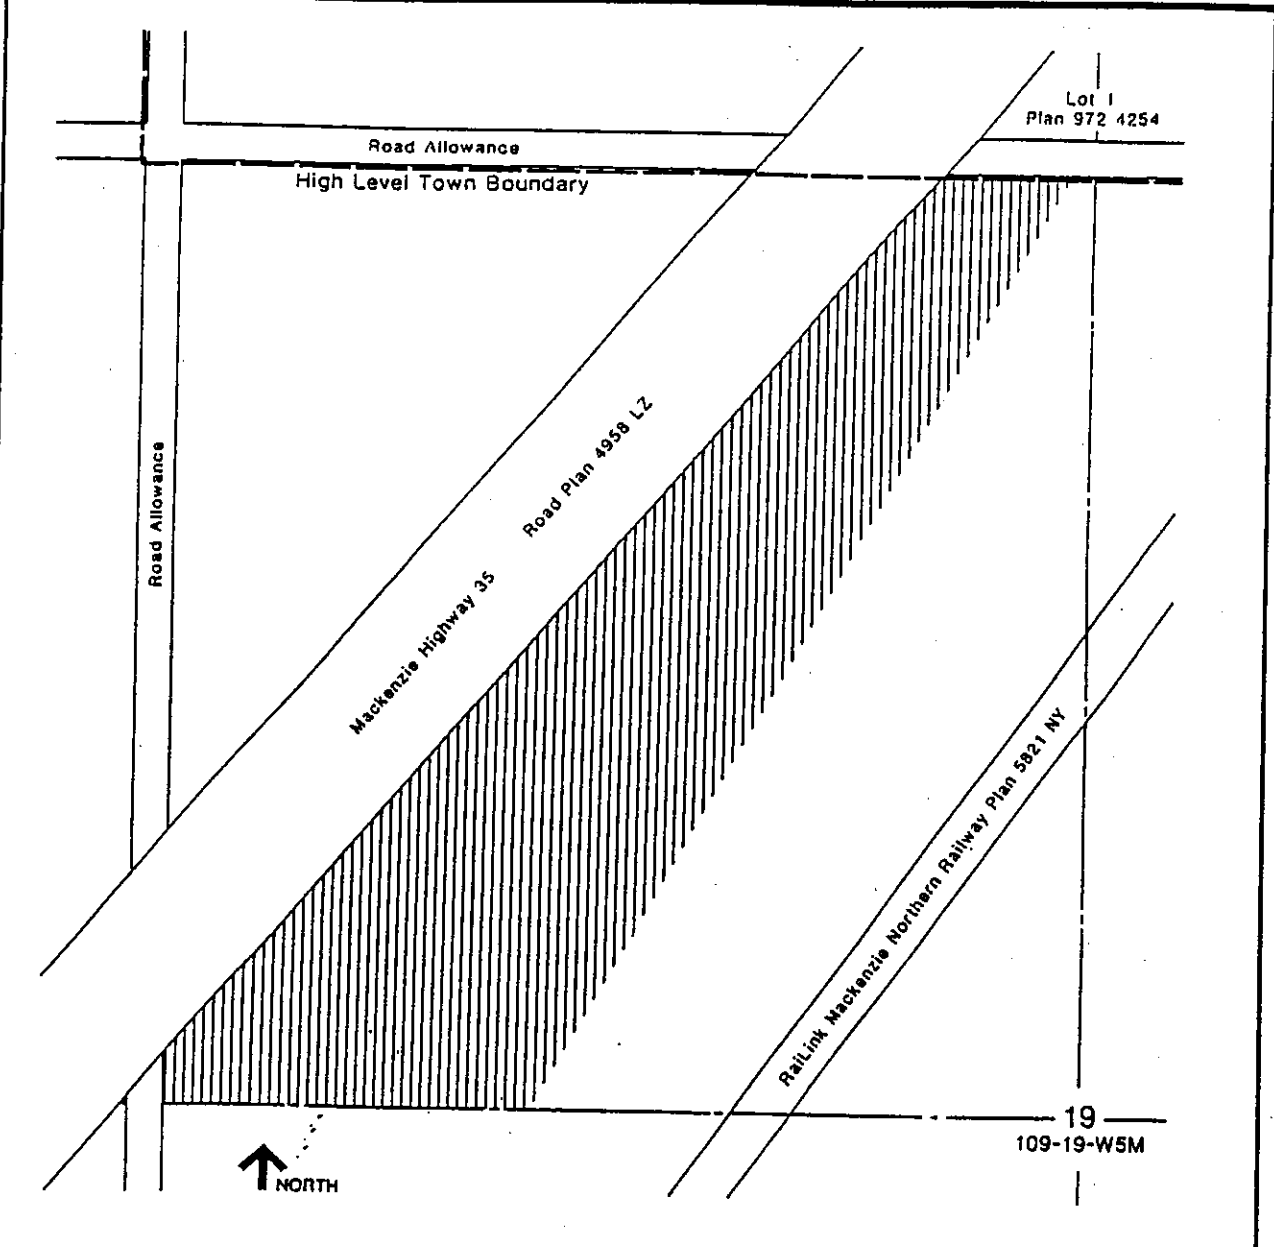 Lot 1
Plan 972 4254
Road Allowance
High Level Town Boundary
Road Allowance
Mackenzie Highway 35
Road Plan 4958 LZ
RaiLink Mackenzie Northern Railway Plan 5821 NY
19
109-19-W5M
NORTH